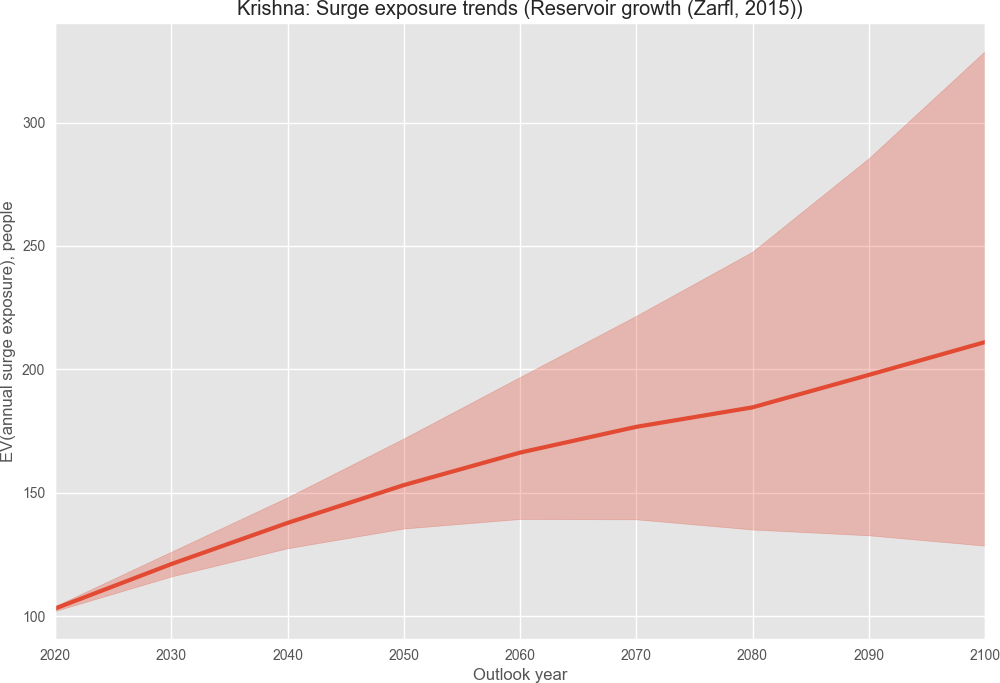 Krishna: Surge exposure trends (Reservoir growth (Zarfl, 2015))
EV(annual surge exposure), people
300
250
200
150
100
2020 2030 2040 2050 2060 2070 2080 2090 2100
Outlook year